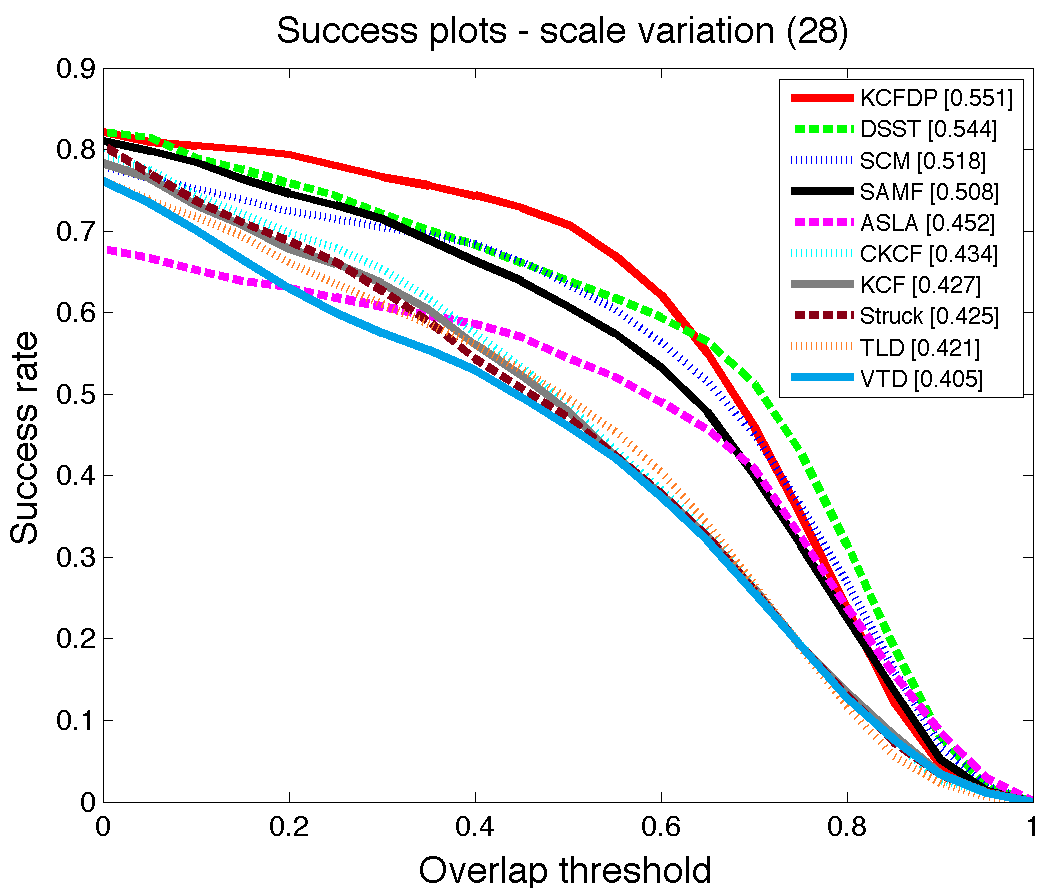 Success plots - scale variation (28)
0.9
0.8
0.7
0.6
0.5
0.4
0.3
0.2
0.1
0
Success rate
KCFDP [0.551]
DSST [0.544]
SCM [0.518]
SAMF [0.508]
ASLA [0.452]
CKCF [0.434]
KCF [0.427]
Struck [0.425]
TLD [0.421]
VTD [0.405]
0 0.2 0.4 0.6 0.8 1
Overlap threshold